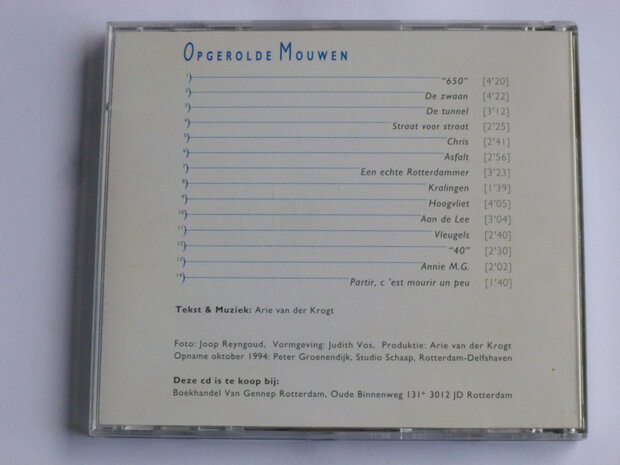 OPGEROLDE MOUWEN
1) "650" [4'20]
2) De zwaan [4'22]
3) De tunnel [3'12]
4) Straat voor straat [2'25]
5) Chris [2'41]
6) Asfalt [2'56]
7) Een echte Rotterdammer [3'23]
8) Kralingen [1'39]
9) Hoogvliet [4'05]
10) Aan de Lee [3'04]
11) Vleugels [2'40]
12) "40" [2'30]
13) Annie M.G. [2'02]
14) Partir, c 'est mourir un peu [1'40]
Tekst & Muziek: Arie van der Krogt
Foto: Joop Reyngoud, Vormgeving: Judith Vos, Produktie: Arie van der Krogt
Opname oktober 1994: Peter Groenendijk, Studio Schaap, Rotterdam-Delfshaven
Deze cd is te koop bij:
Boekhandel Van Gennep Rotterdam, Oude Binnenweg 131ᵇ 3012 JD Rotterdam